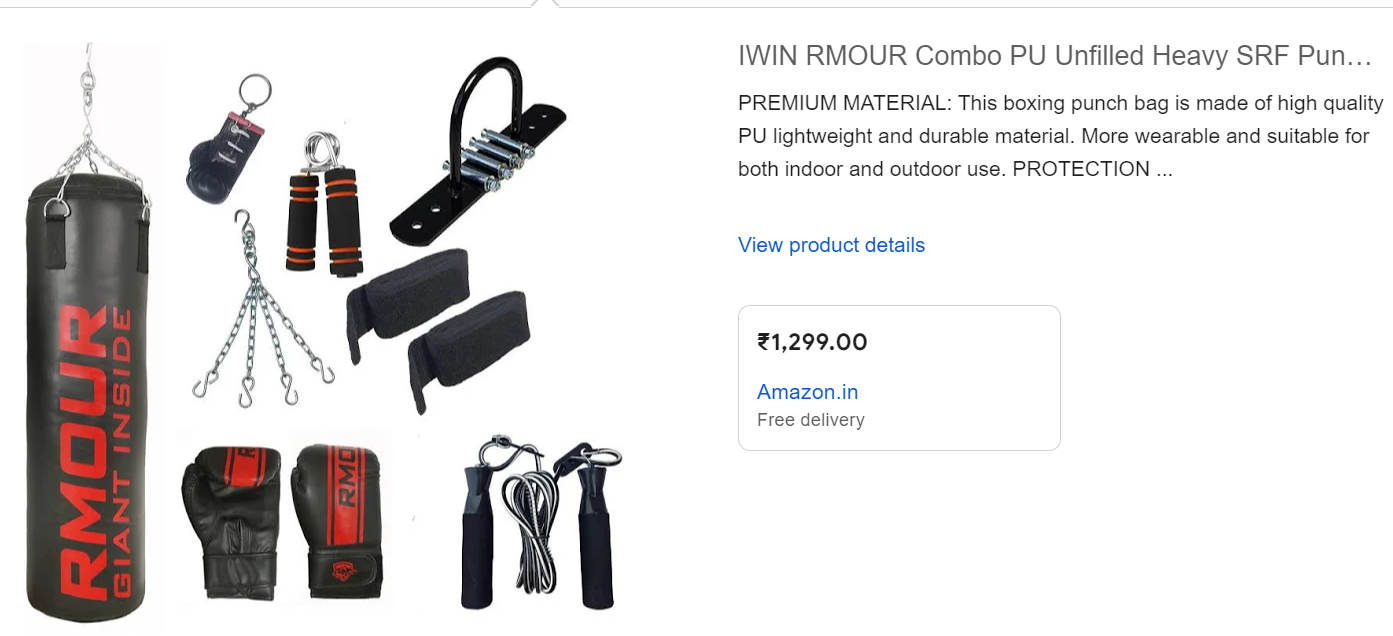 IWIN RMOUR Combo PU Unfilled Heavy SRF Pun...
PREMIUM MATERIAL: This boxing punch bag is made of high quality
PU lightweight and durable material. More wearable and suitable for
both indoor and outdoor use. PROTECTION ...
View product details
₹1,299.00
Amazon.in
Free delivery
RMOUR
GIANT INSIDE
R
RMO